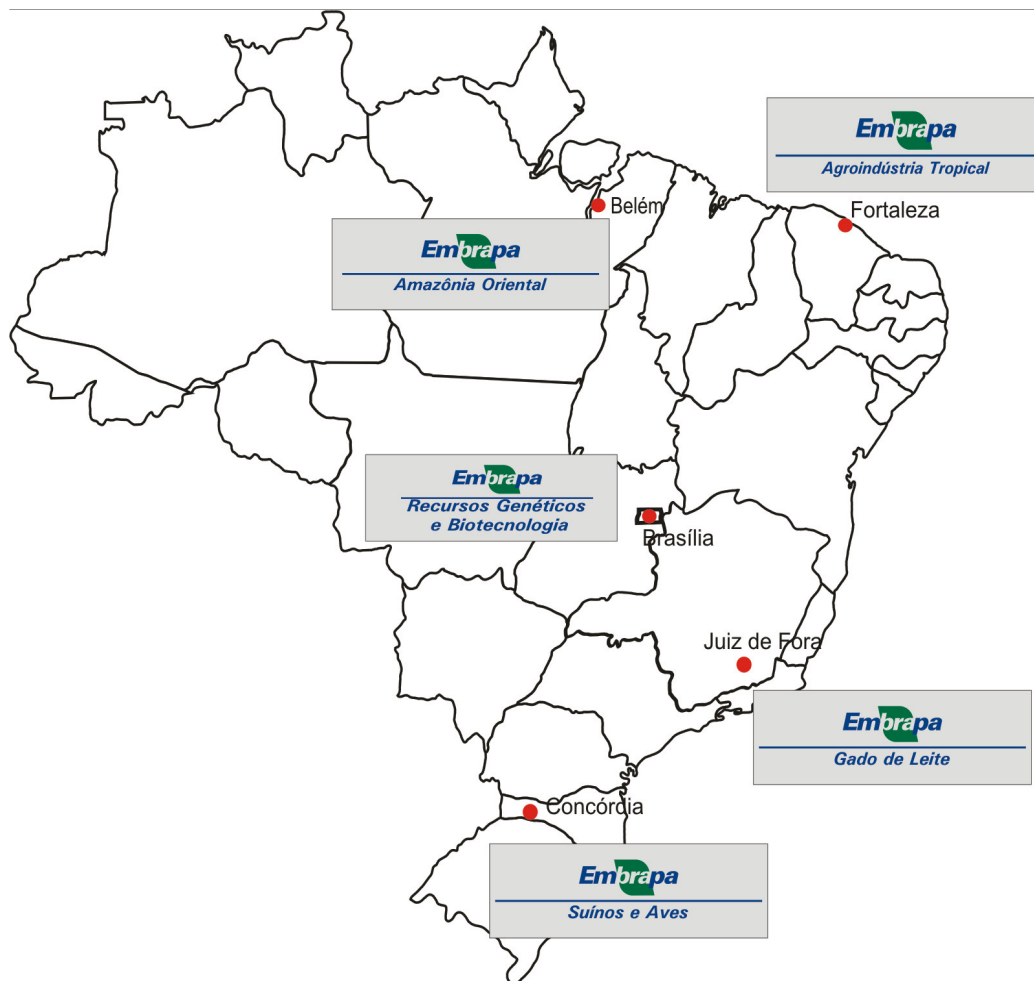 Embrapa
Agroindústria Tropical
Fortaleza
Belém
Embrapa
Amazônia Oriental
Embrapa
Recursos Genéticos
e Biotecnologia
Brasília
Juiz de Fora
Embrapa
Gado de Leite
Concórdia
Embrapa
Suínos e Aves